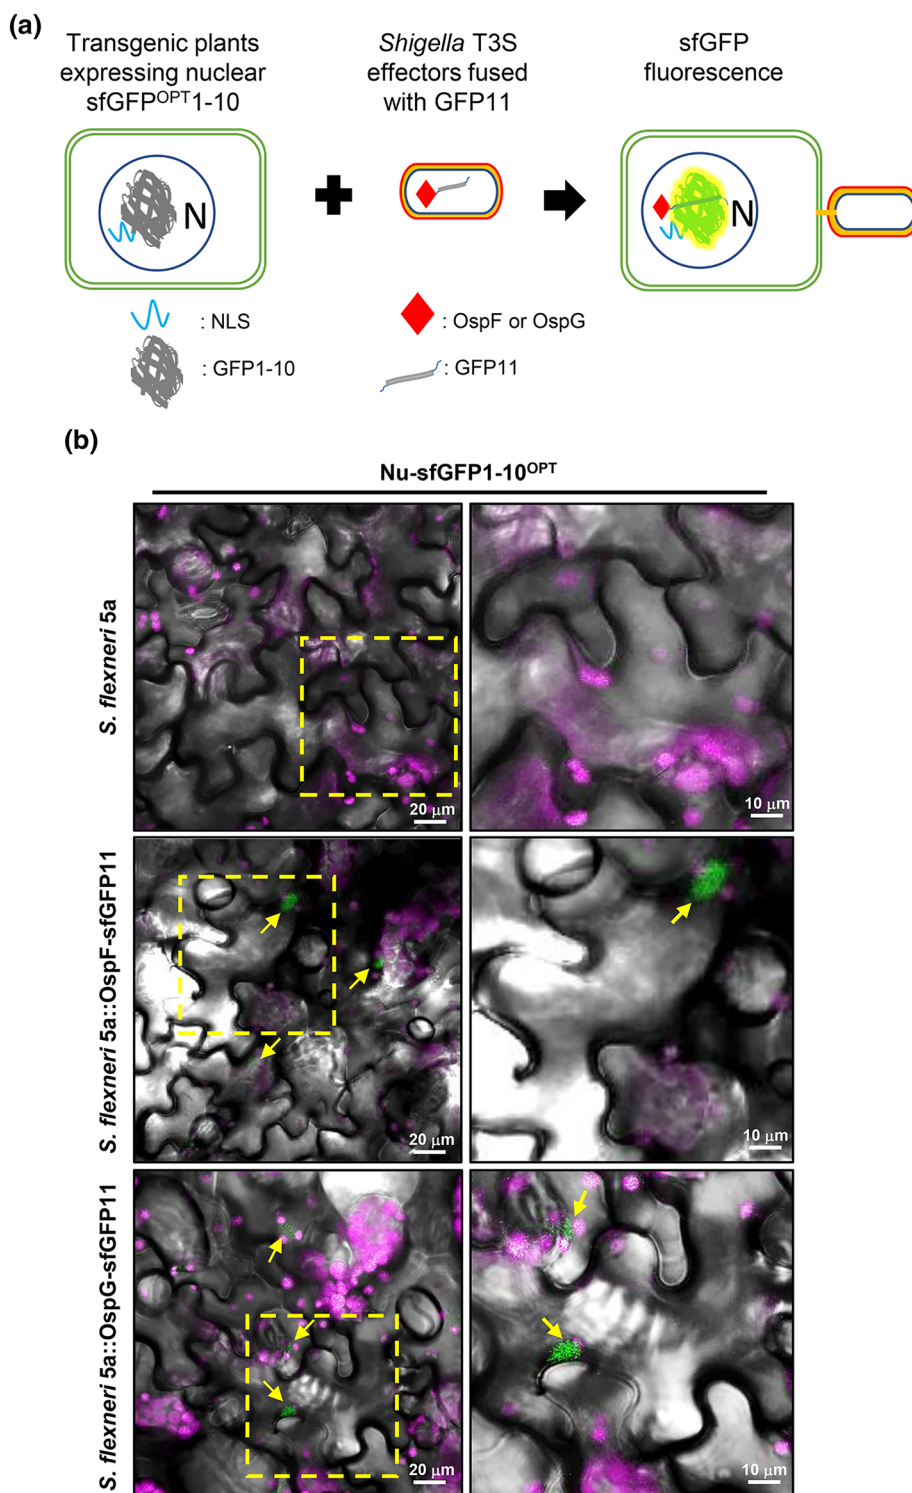 (a)
Transgenic plants
expressing nuclear
sfGFPᴼᴾᵀ1-10
Shigella T3S
effectors fused
with GFP11
sfGFP
fluorescence
N
N
: NLS
: GFP1-10
: OspF or OspG
: GFP11
(b)
Nu-sfGFP1-10ᴼᴾᵀ
S. flexneri 5a
20 µm
10 µm
S. flexneri 5a::OspF-sfGFP11
20 µm
10 µm
S. flexneri 5a::OspG-sfGFP11
20 µm
10 µm